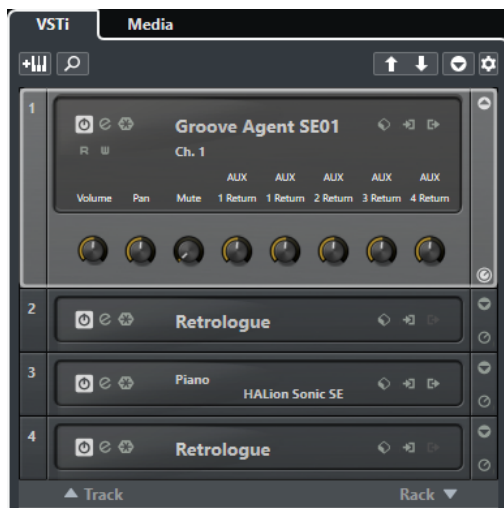 VSTi Media
1
Groove Agent SE01
R W
Ch. 1
AUX AUX AUX AUX AUX
Volume Pan Mute 1 Return 1 Return 2 Return 3 Return 4 Return
2
Retrologue
3
Piano
HALion Sonic SE
4
Retrologue
Track Rack